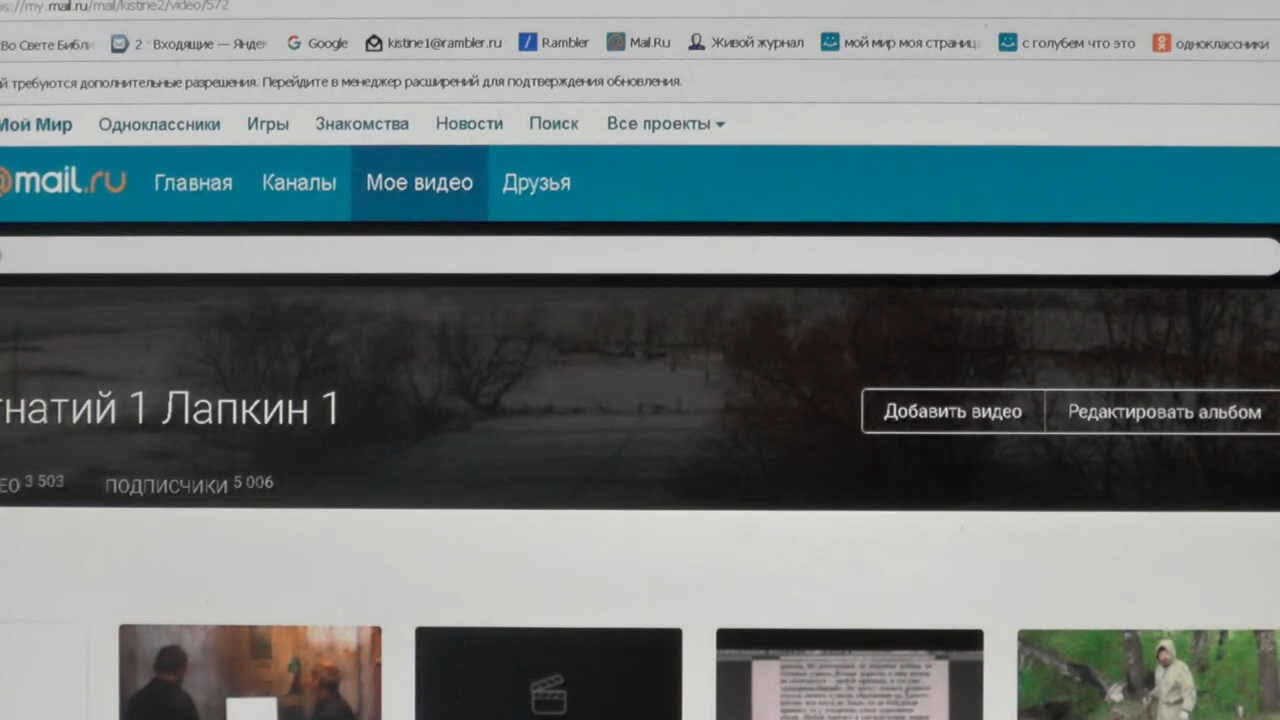 s://my.mail.ru/mail/kistine2/video/572
Во Свете Библи 2 · Входящие — Яндек Google kistine1@rambler.ru Rambler Mail.Ru Живой журнал мой мир моя страниц с голубем что это одноклассники
й требуются дополнительные разрешения. Перейдите в менеджер расширений для подтверждения обновления.
Мой Мир Одноклассники Игры Знакомства Новости Поиск Все проекты
@mail.ru Главная Каналы Мое видео Друзья
гнатий 1 Лапкин 1
Добавить видео Редактировать альбом
ЕО 3 503 ПОДПИСЧИКИ 5 006